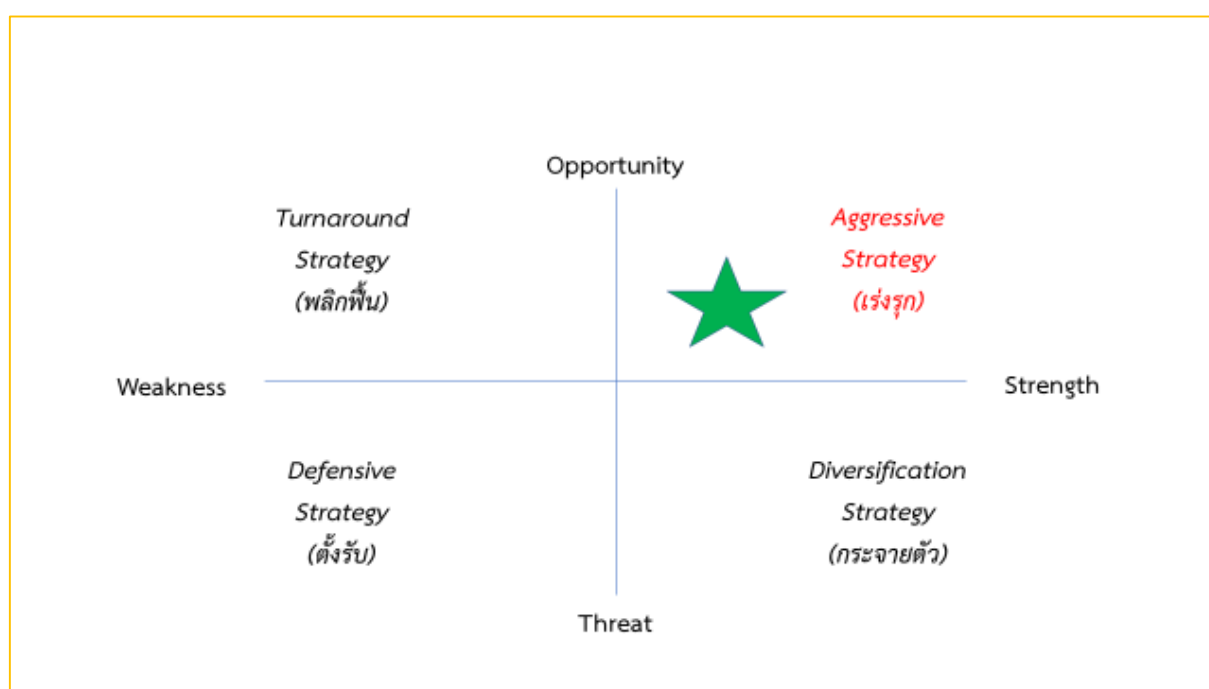 Opportunity
Turnaround
Strategy
(พลิกฟื้น)
Aggressive
Strategy
(เร่งรุก)
Weakness
Strength
Defensive
Strategy
(ตั้งรับ)
Diversification
Strategy
(กระจายตัว)
Threat